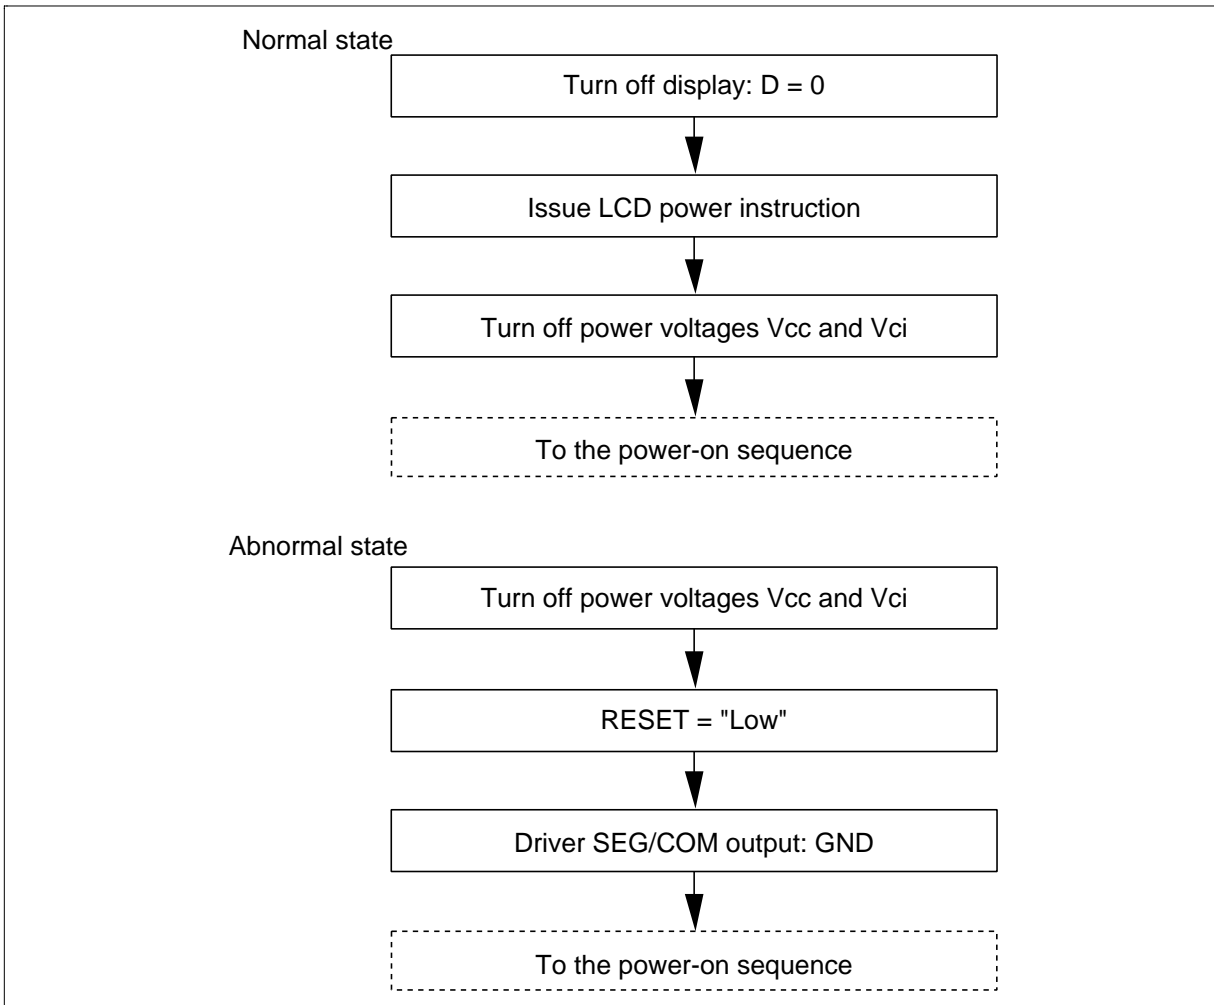 Normal state
Turn off display: D = 0
Issue LCD power instruction
Turn off power voltages Vcc and Vci
To the power-on sequence
Abnormal state
Turn off power voltages Vcc and Vci
RESET = "Low"
Driver SEG/COM output: GND
To the power-on sequence